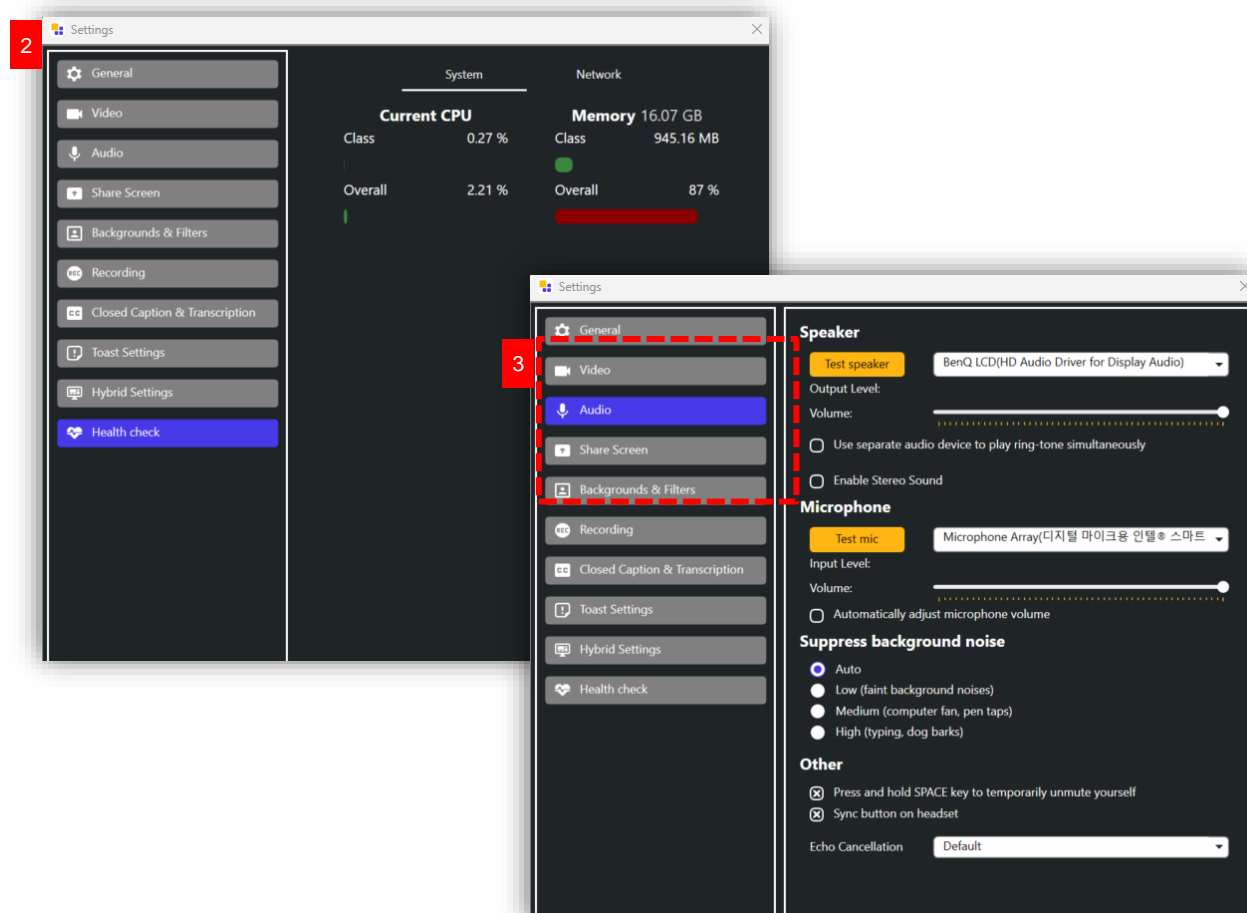 2
Settings
General
Video
Audio
Share Screen
Backgrounds & Filters
Recording
Closed Caption & Transcription
Toast Settings
Hybrid Settings
Health check
System Network
Current CPU Memory 16.07 GB
Class 0.27 % Class 945.16 MB
Overall 2.21 % Overall 87 %
3
Settings
General
Video
Audio
Share Screen
Backgrounds & Filters
Recording
Closed Caption & Transcription
Toast Settings
Hybrid Settings
Health check
Speaker
Test speaker BenQ LCD(HD Audio Driver for Display Audio)
Output Level:
Volume:
Use separate audio device to play ring-tone simultaneously
Enable Stereo Sound
Microphone
Test mic Microphone Array(디지털 마이크용 인텔® 스마트
Input Level:
Volume:
Automatically adjust microphone volume
Suppress background noise
Auto
Low (faint background noises)
Medium (computer fan, pen taps)
High (typing, dog barks)
Other
Press and hold SPACE key to temporarily unmute yourself
Sync button on headset
Echo Cancellation Default